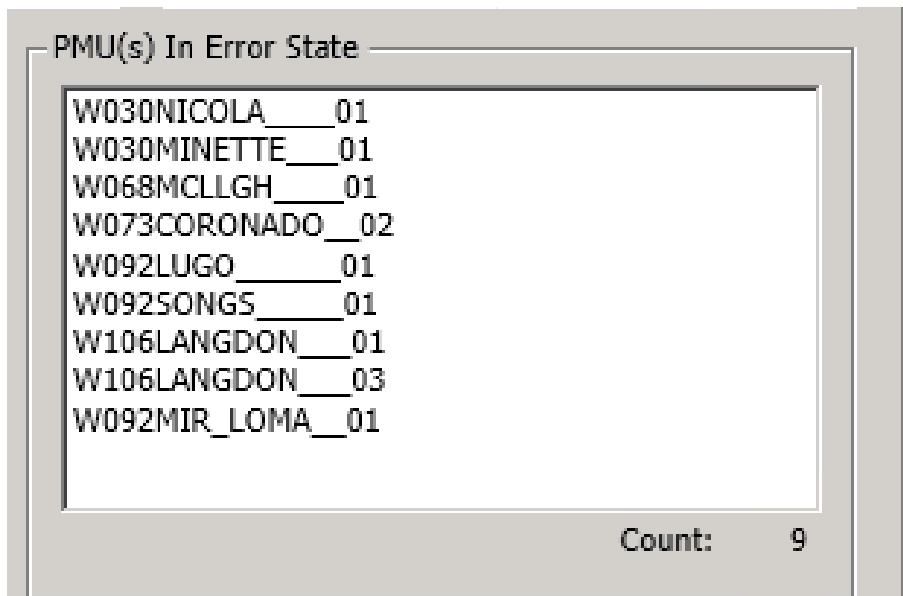 PMU(s) In Error State
W030NICOLA____01
W030MINETTE___01
W068MCLLGH____01
W073CORONADO__02
W092LUGO______01
W092SONGS_____01
W106LANGDON___01
W106LANGDON___03
W092MIR_LOMA__01
Count: 9